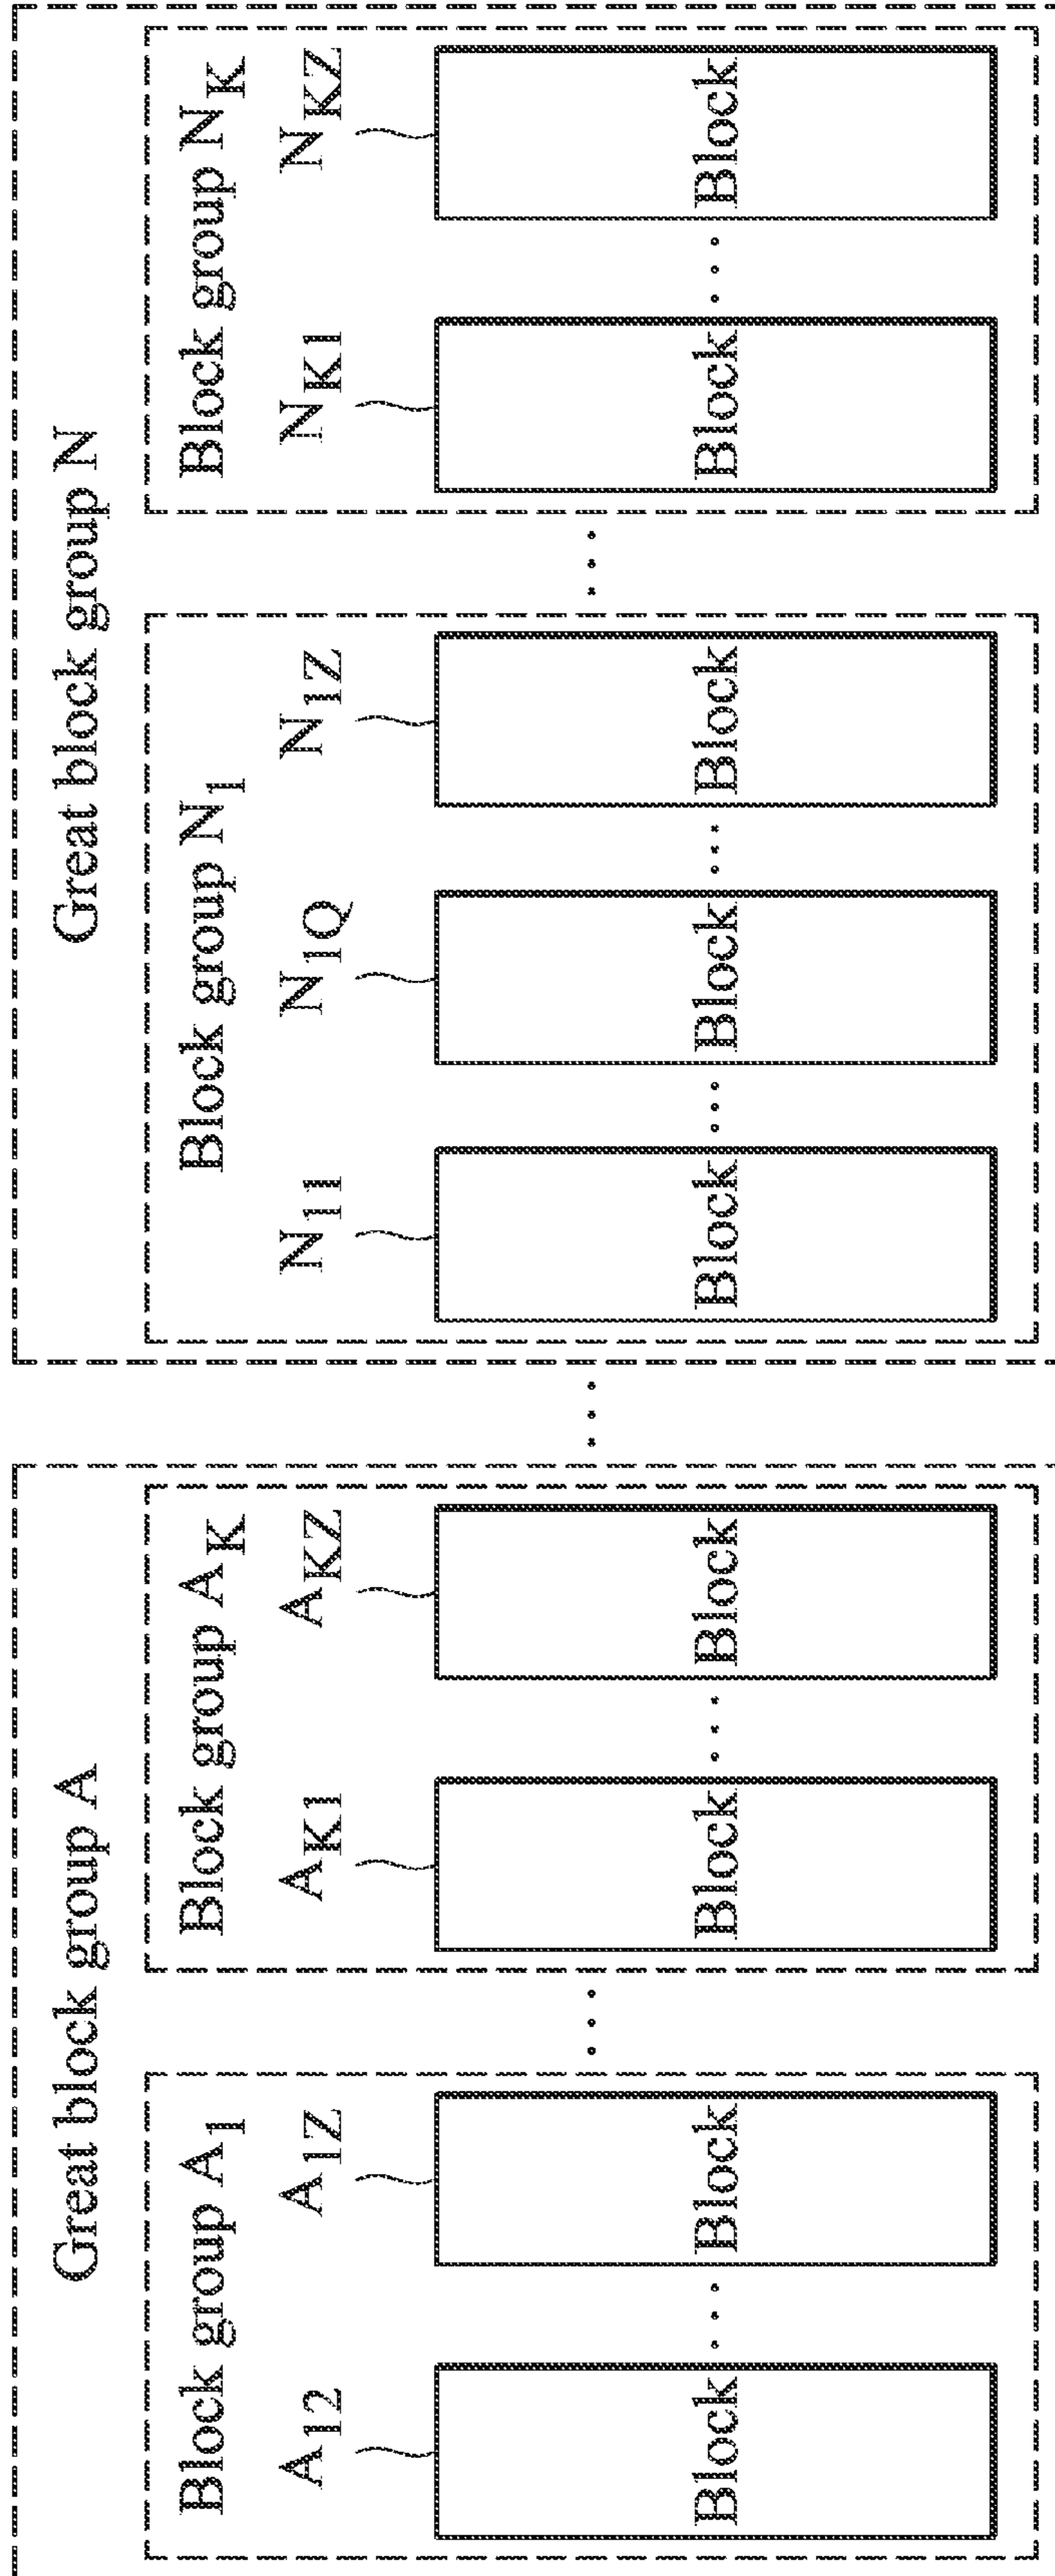 Great block group A
Block group A1
A12
A1Z
Block
Block
Block group AK
AK1
AKZ
Block
Block
Great block group N
Block group N1
N11
N1Q
N1Z
Block
Block
Block
Block group NK
NK1
NKZ
Block
Block